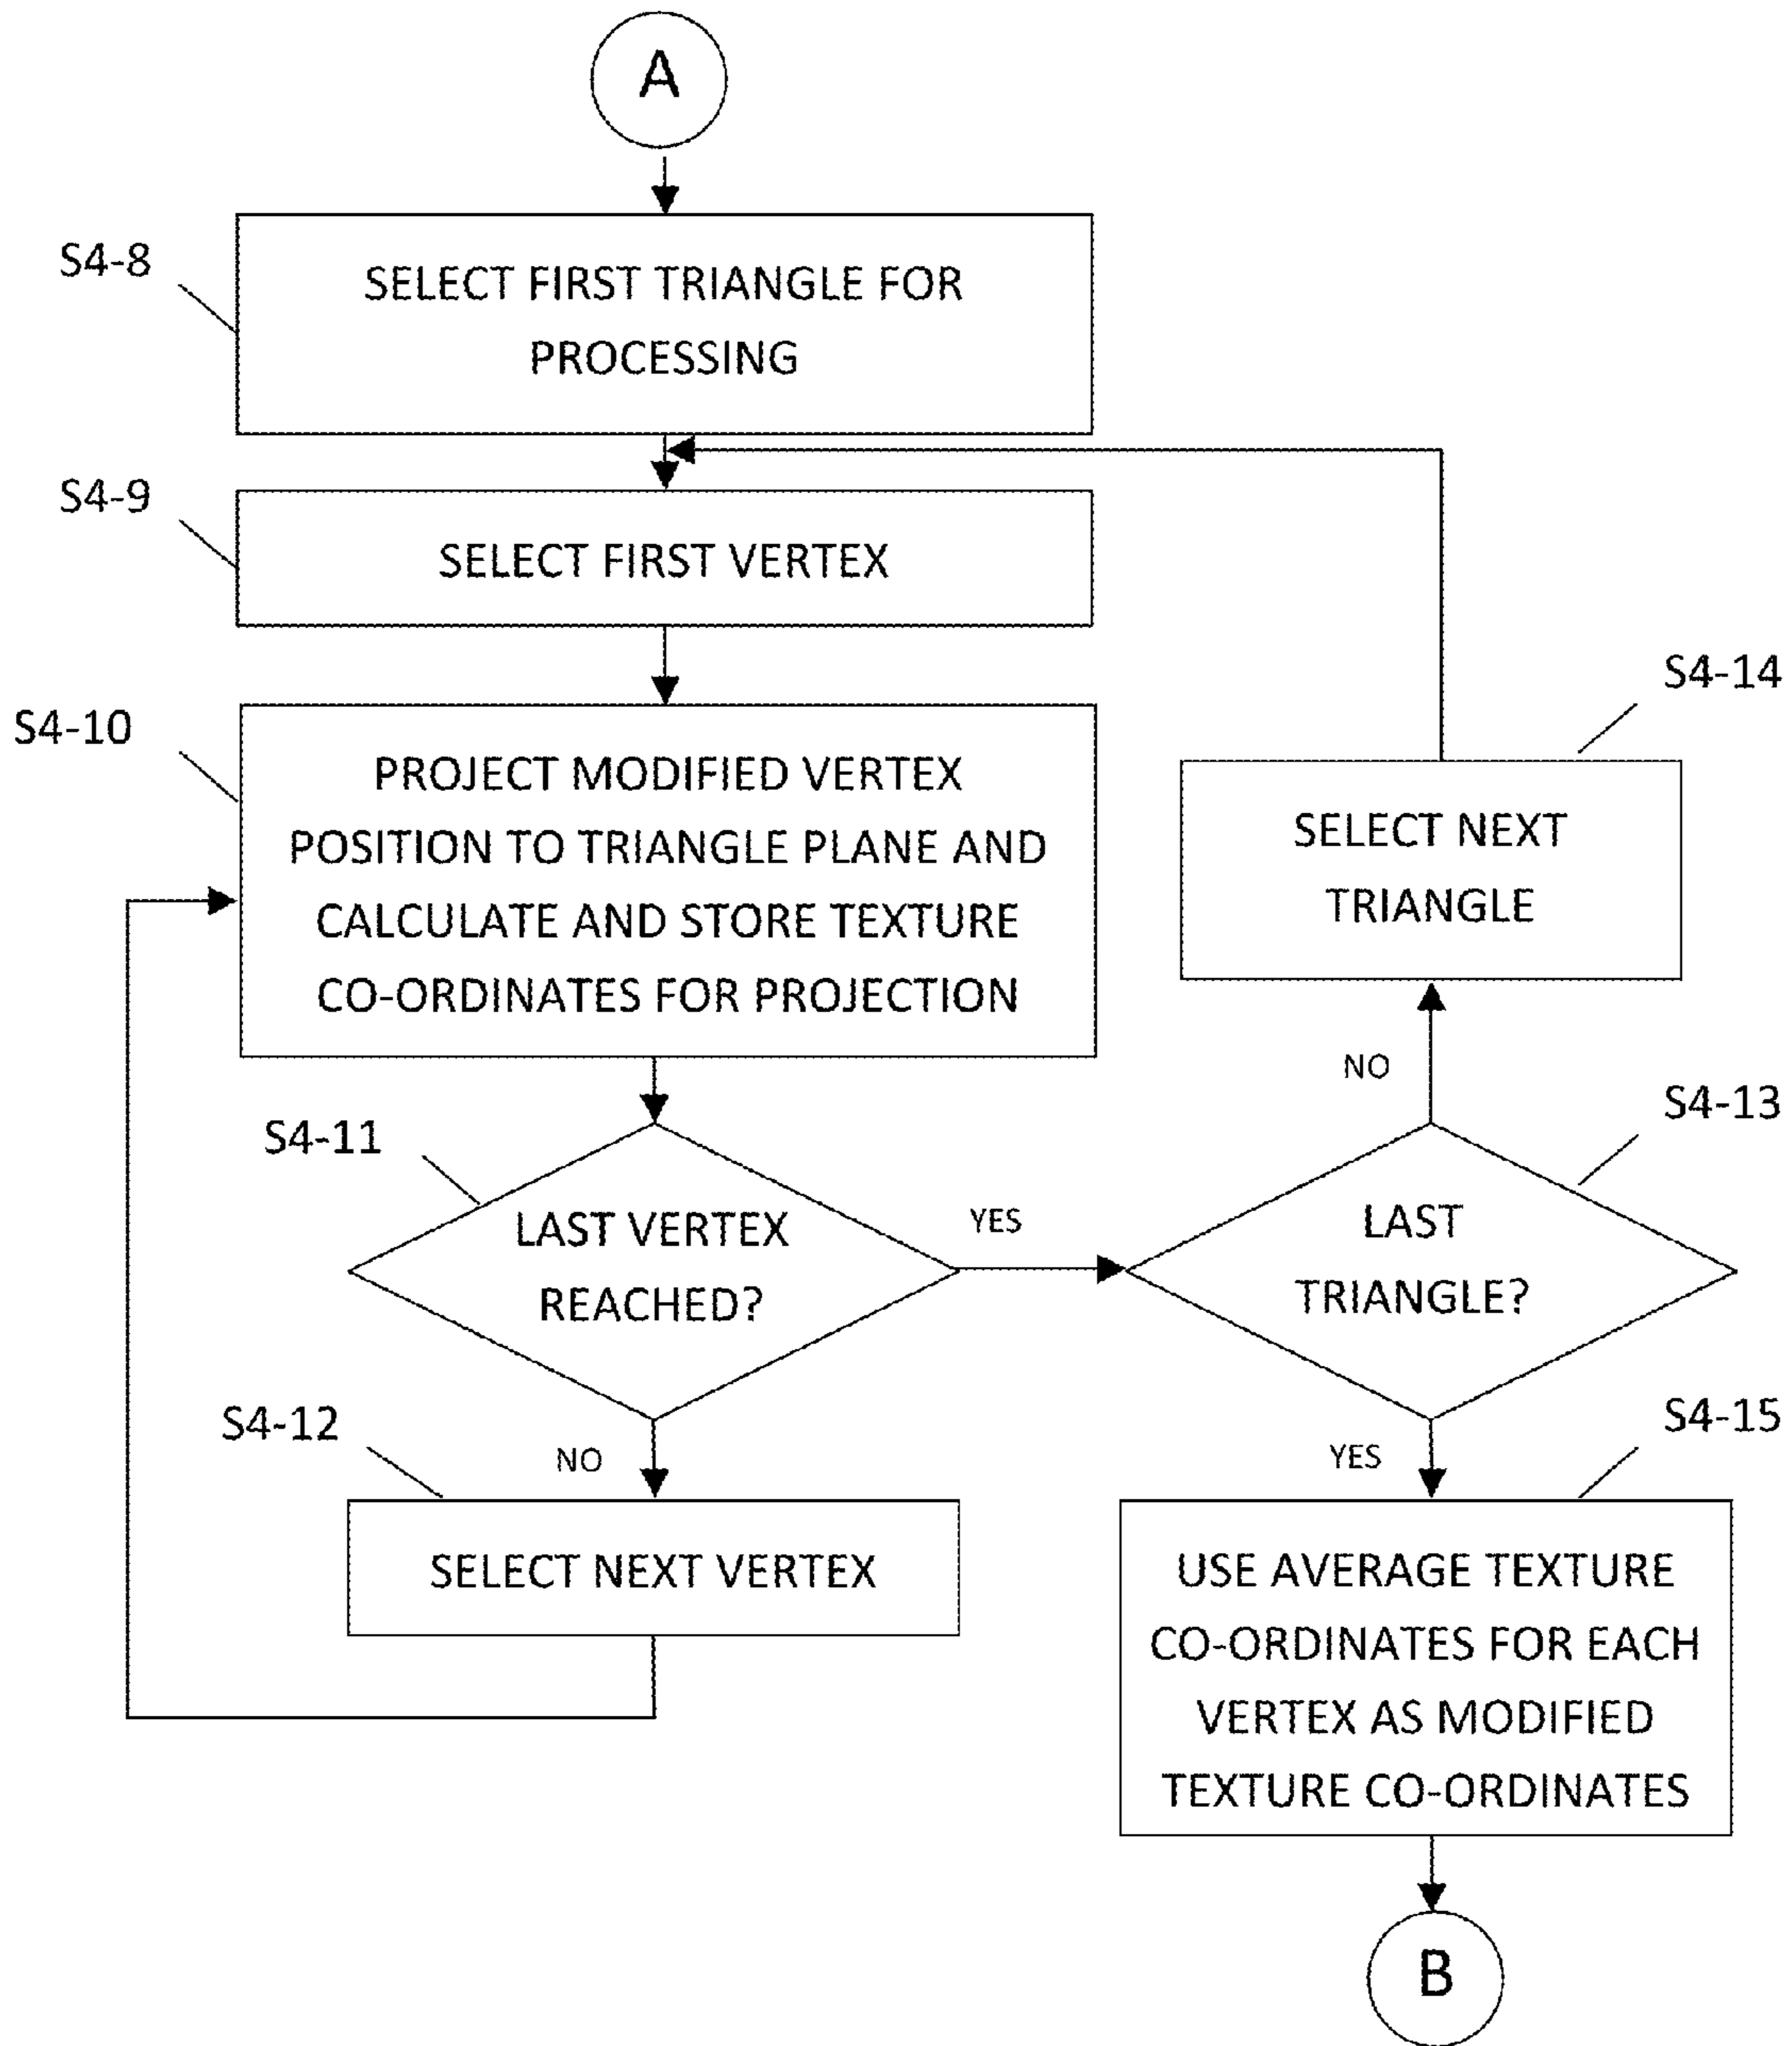 A
S4-8
SELECT FIRST TRIANGLE FOR
PROCESSING
S4-9
SELECT FIRST VERTEX
S4-10
PROJECT MODIFIED VERTEX
POSITION TO TRIANGLE PLANE AND
CALCULATE AND STORE TEXTURE
CO-ORDINATES FOR PROJECTION
S4-14
SELECT NEXT
TRIANGLE
NO
S4-11
LAST VERTEX
REACHED?
YES
S4-13
LAST
TRIANGLE?
S4-12
NO
SELECT NEXT VERTEX
YES
S4-15
USE AVERAGE TEXTURE
CO-ORDINATES FOR EACH
VERTEX AS MODIFIED
TEXTURE CO-ORDINATES
B